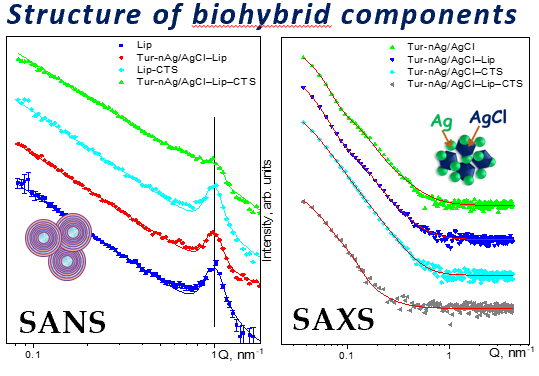 Structure of biohybrid components
Lip
Tur-nAg/AgCl–Lip
Lip-CTS
Tur-nAg/AgCl-Lip–CTS
SANS
0.1
1
Q, nm-1
Intensity, arb. units
Tur-nAg/AgCl
Tur-nAg/AgCl–Lip
Tur-nAg/AgCl–CTS
Tur-nAg/AgCl-Lip–CTS
Ag
AgCl
SAXS
0.1
1
Q, nm-1